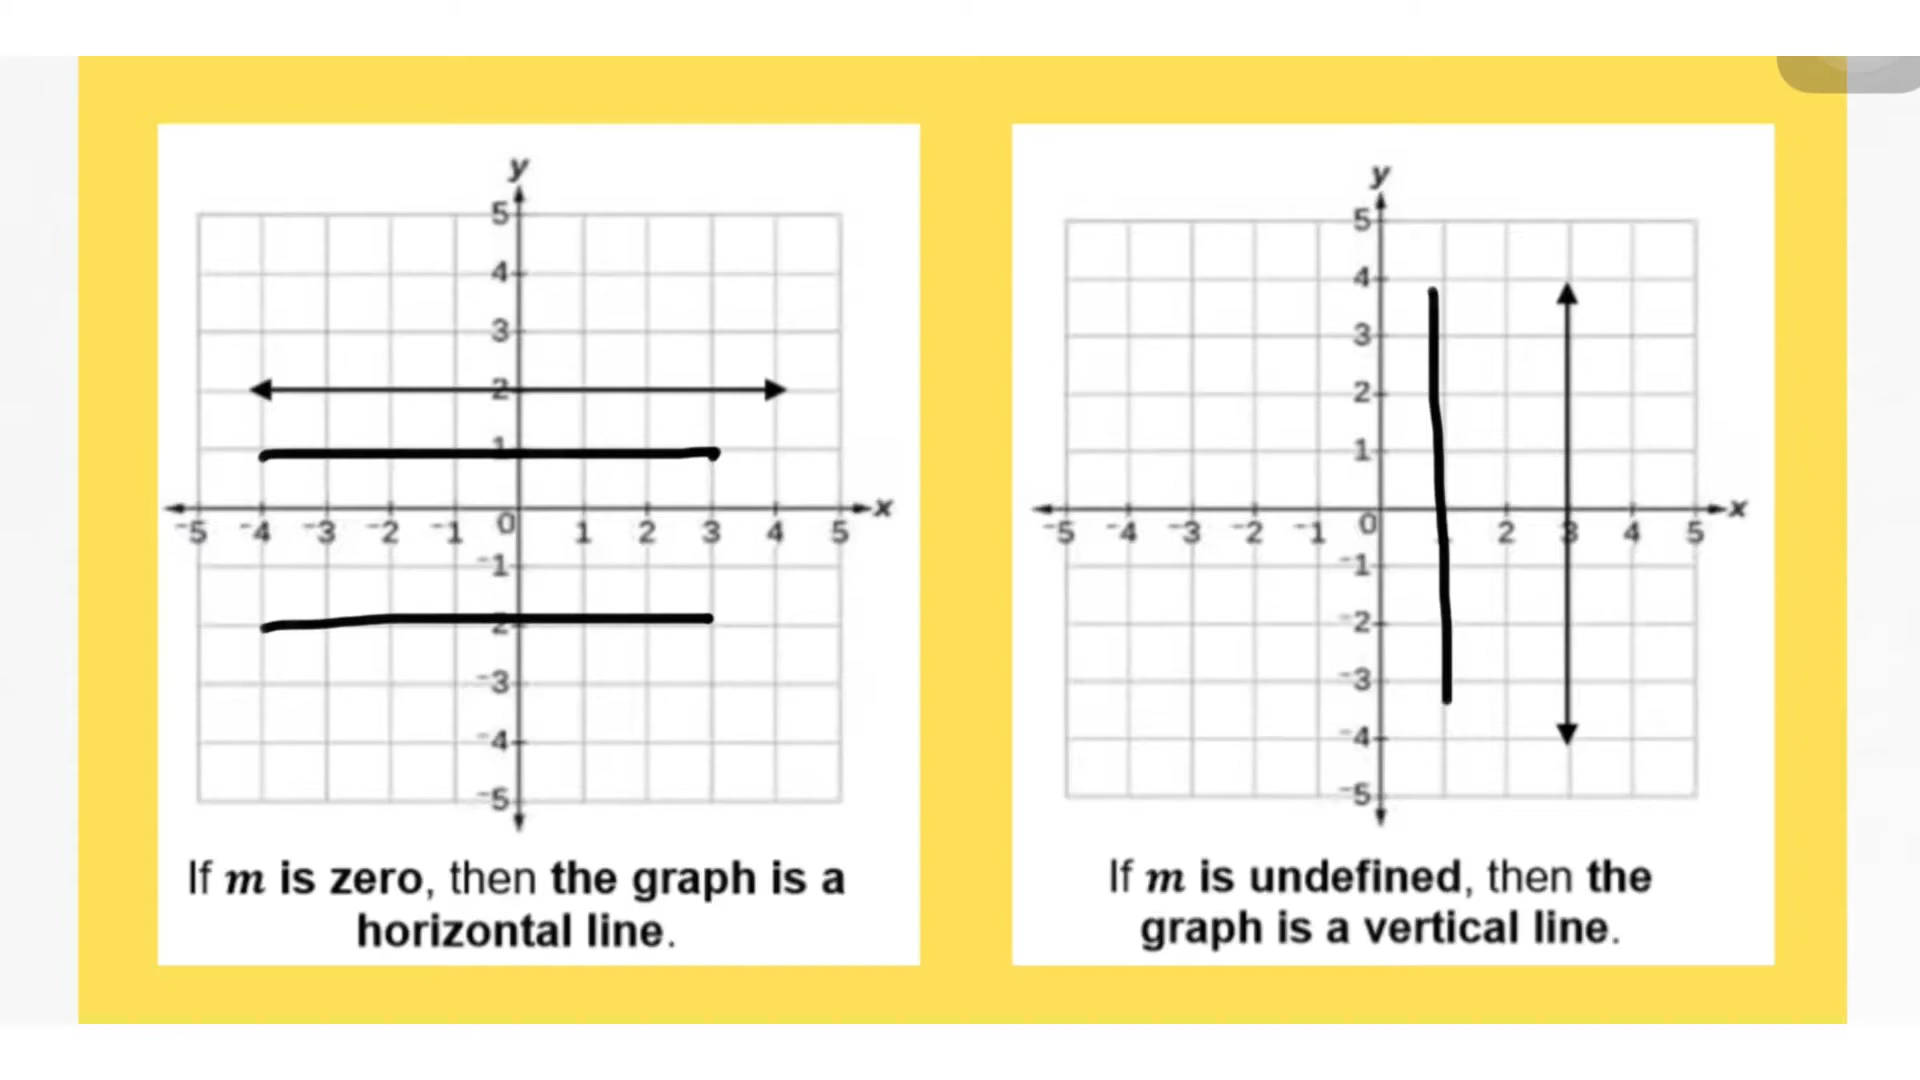 y
5
4
3
2
1
-5 -4 -3 -2 -1 0 1 2 3 4 5 x
-1
2
-3
-4
-5
If m is zero, then the graph is a
horizontal line.
y
5
4
3
2
1
-5 -4 -3 -2 -1 0 2 3 4 5 x
-1
-2
-3
-4
-5
If m is undefined, then the
graph is a vertical line.